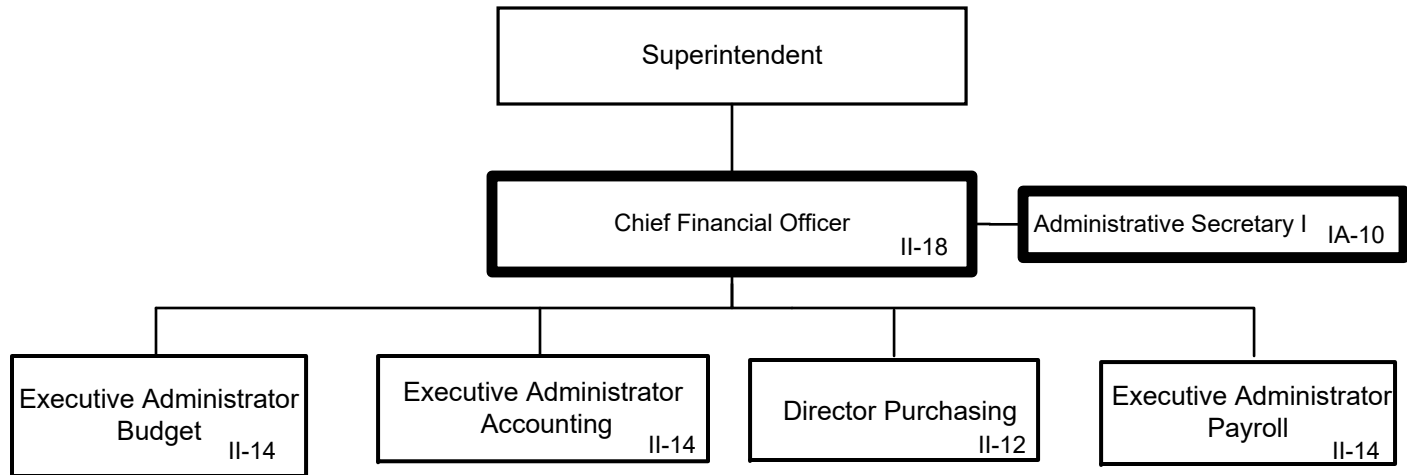 Superintendent
Chief Financial Officer
II-18
Administrative Secretary I
IA-10
Executive Administrator
Budget
II-14
Executive Administrator
Accounting
II-14
Director Purchasing
II-12
Executive Administrator
Payroll
II-14